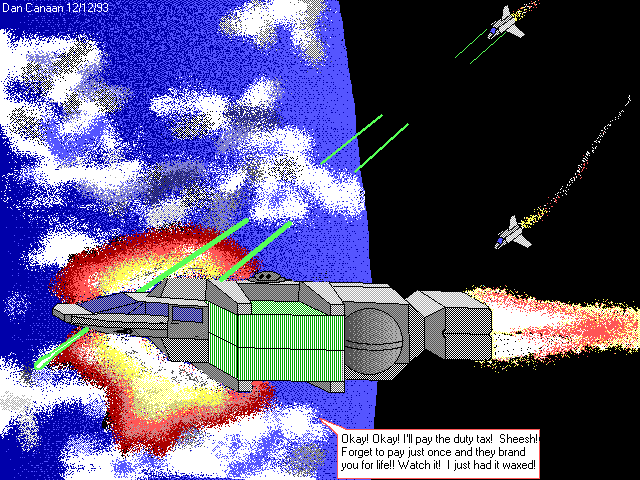 Dan Canaan 12/12/93
Okay! Okay! I'll pay the duty tax!  Sheesh!
Forget to pay just once and they brand
you for life!! Watch it!  I just had it waxed!